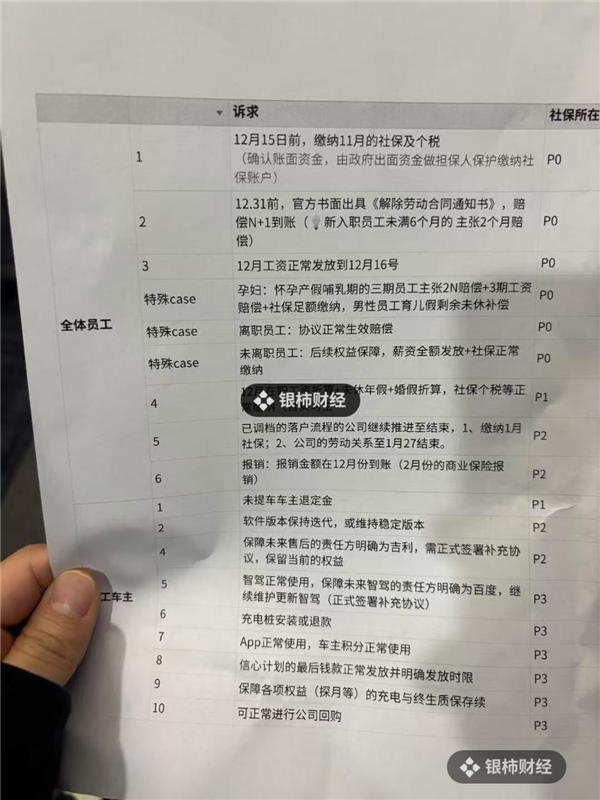 诉求 社保所在
1 12月15日前，缴纳11月的社保及个税
（确认账面资金，由政府出面资金做担保人保护缴纳社 P0
保账户）
2 12.31前，官方书面出具《解除劳动合同通知书》，赔
偿N+1到账（新入职员工未满6个月的 主张2个月赔 P0
偿）
3 12月工资正常发放到12月16号 P0
特殊case 孕妇：怀孕产假哺乳期的三期员工主张2N赔偿+3期工资
赔偿+社保足额缴纳，男性员工育儿假剩余未休补偿 P0
全体员工
特殊case 离职员工：协议正常生效赔偿 P0
特殊case 未离职员工：后续权益保障，薪资全额发放+社保正常
缴纳 P0
4 12月在职工资折算+未休年假+婚假折算，社保个税等正 P1
银柿财经
5 已调档的落户流程的公司继续推进至结束，1、缴纳1月
社保；2、公司的劳动关系至1月27结束。 P2
6 报销：报销金额在12月份到账（2月份的商业保险报
销） P2
1 未提车车主退定金 P1
2 软件版本保持迭代，或维持稳定版本 P2
4 保障未来售后的责任方明确为吉利，需正式签署补充协
议，保留当前的权益 P2
工车主
5 智驾正常使用，保障未来智驾的责任方明确为百度，继
续维护更新智驾（正式签署补充协议） P3
6 充电桩安装或退款 P3
7 App正常使用，车主积分正常使用 P3
8 信心计划的最后钱款正常发放并明确发放时限 P3
9 保障各项权益（探月等）的充电与终生质保存续 P3
10 可正常进行公司回购 P3
银柿财经